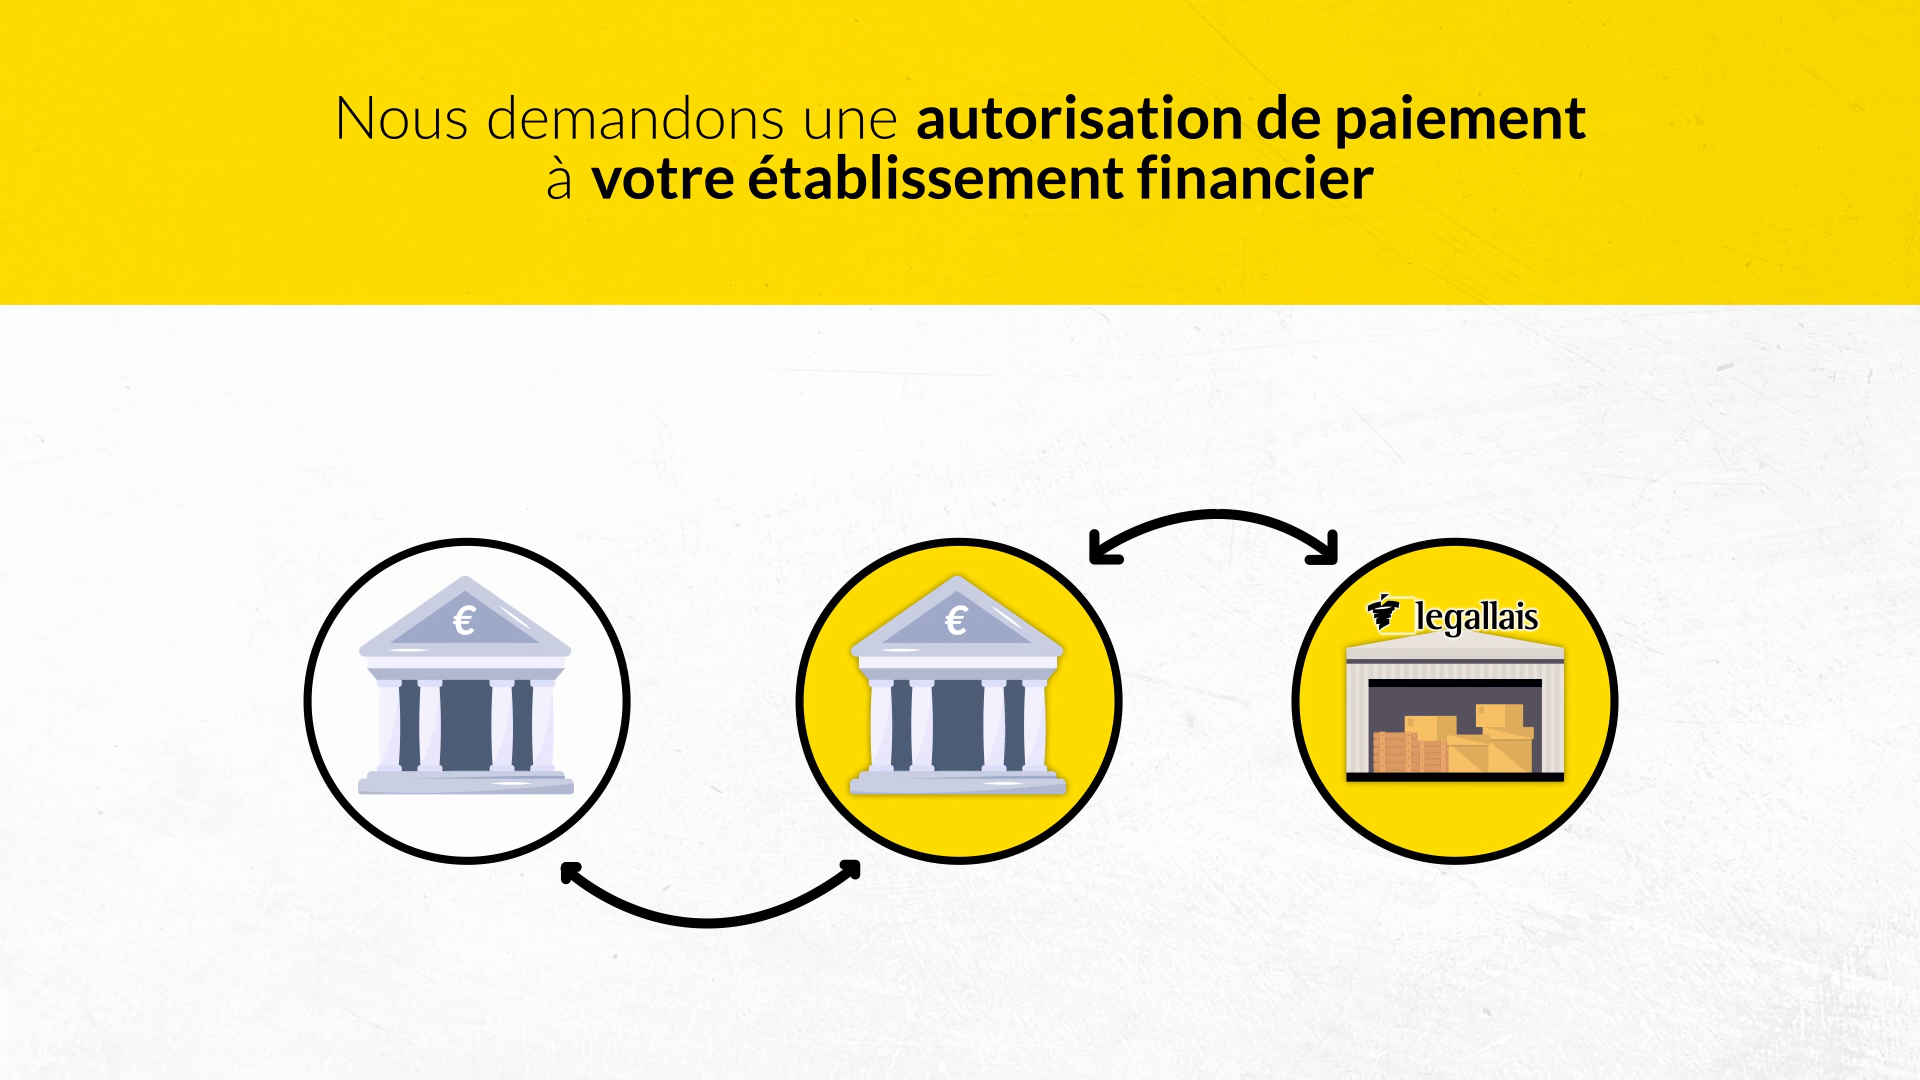 Nous demandons une autorisation de paiement
à votre établissement financier
€
€
legallais